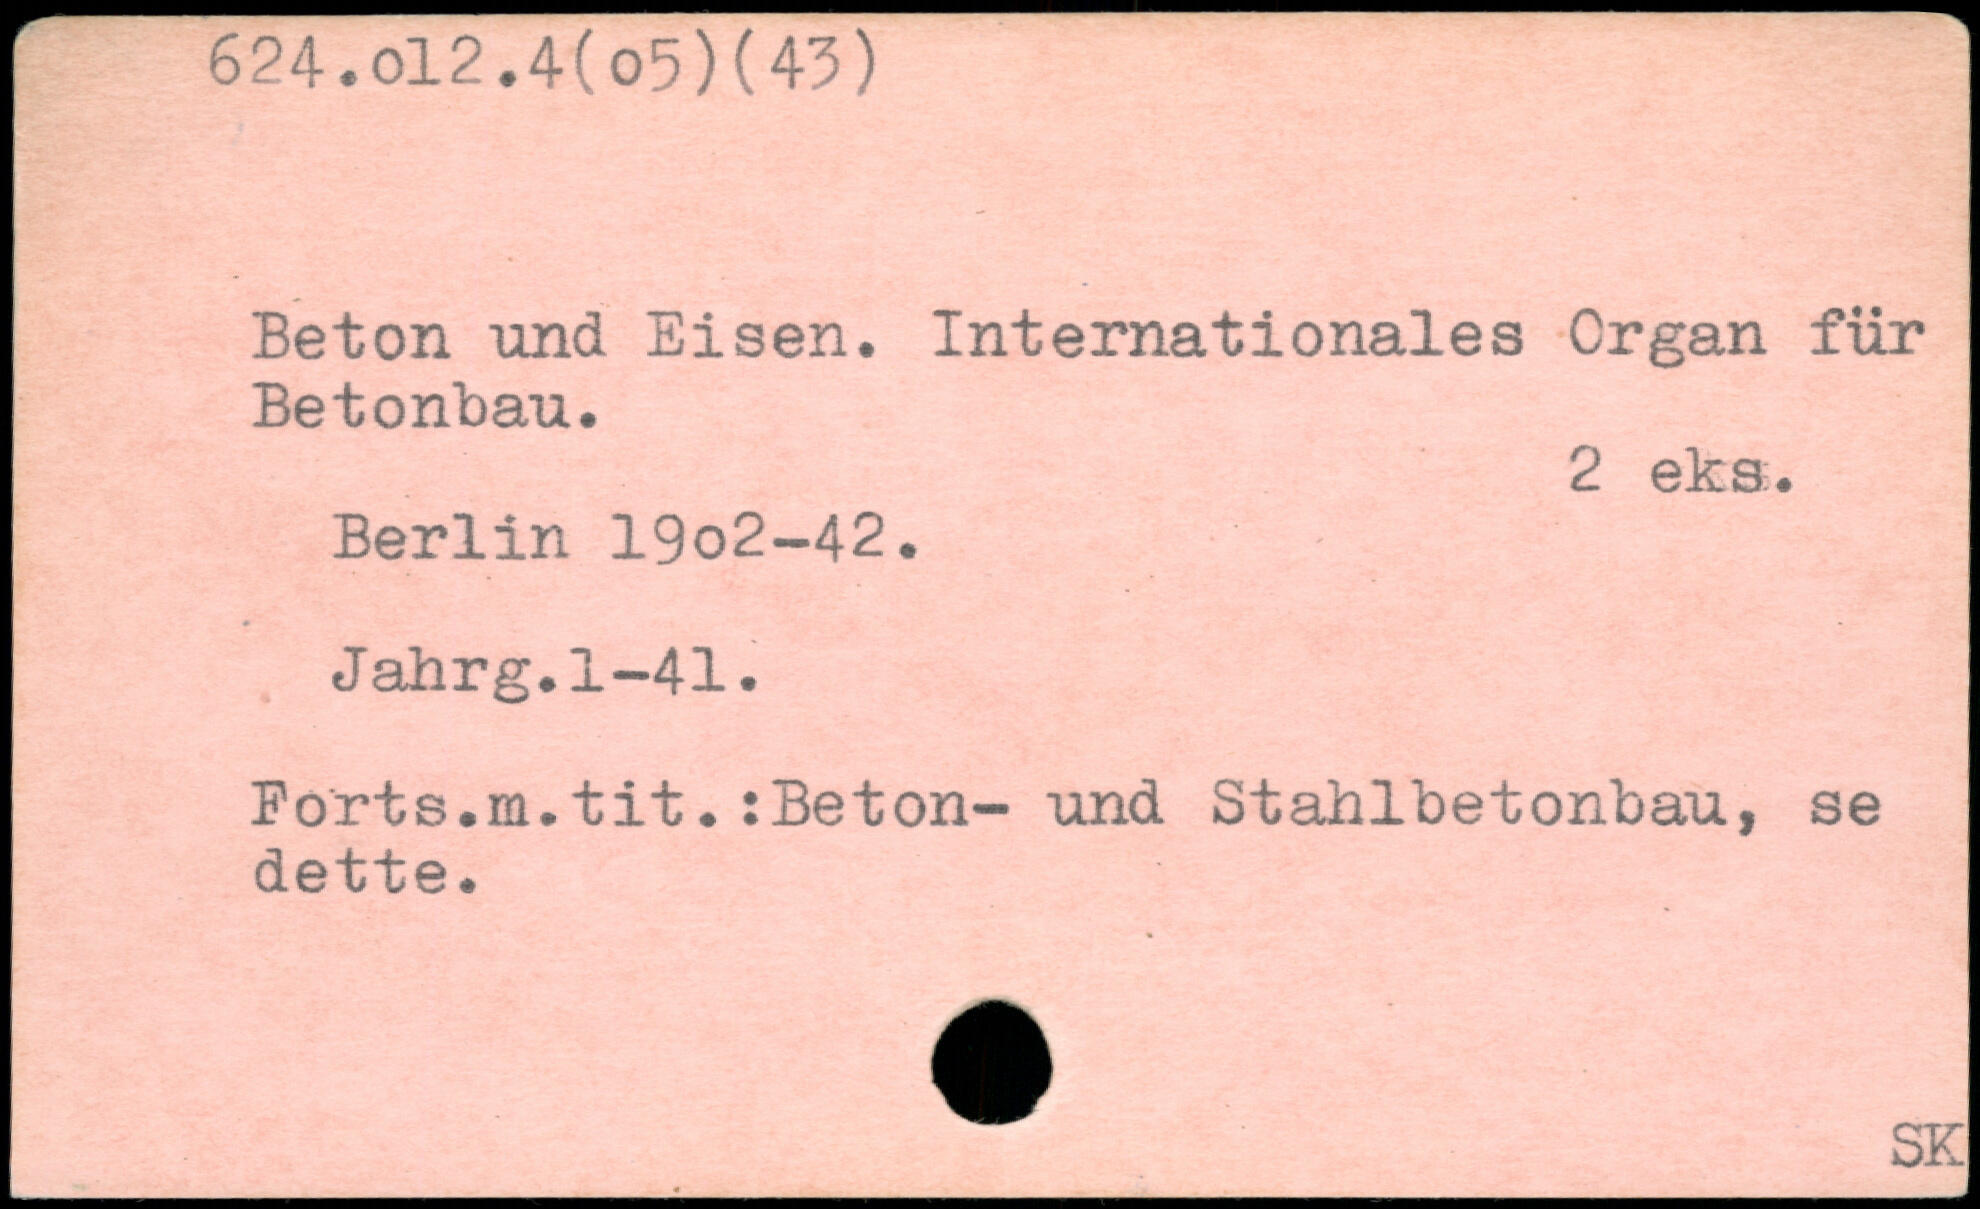 624.o12.4(o5)(43)
Beton und Eisen. Internationales Organ für
Betonbau.
2 eks.
Berlin 19o2-42.
Jahrg.1-41.
Forts.m.tit.:Beton- und Stahlbetonbau, se
dette.
SK